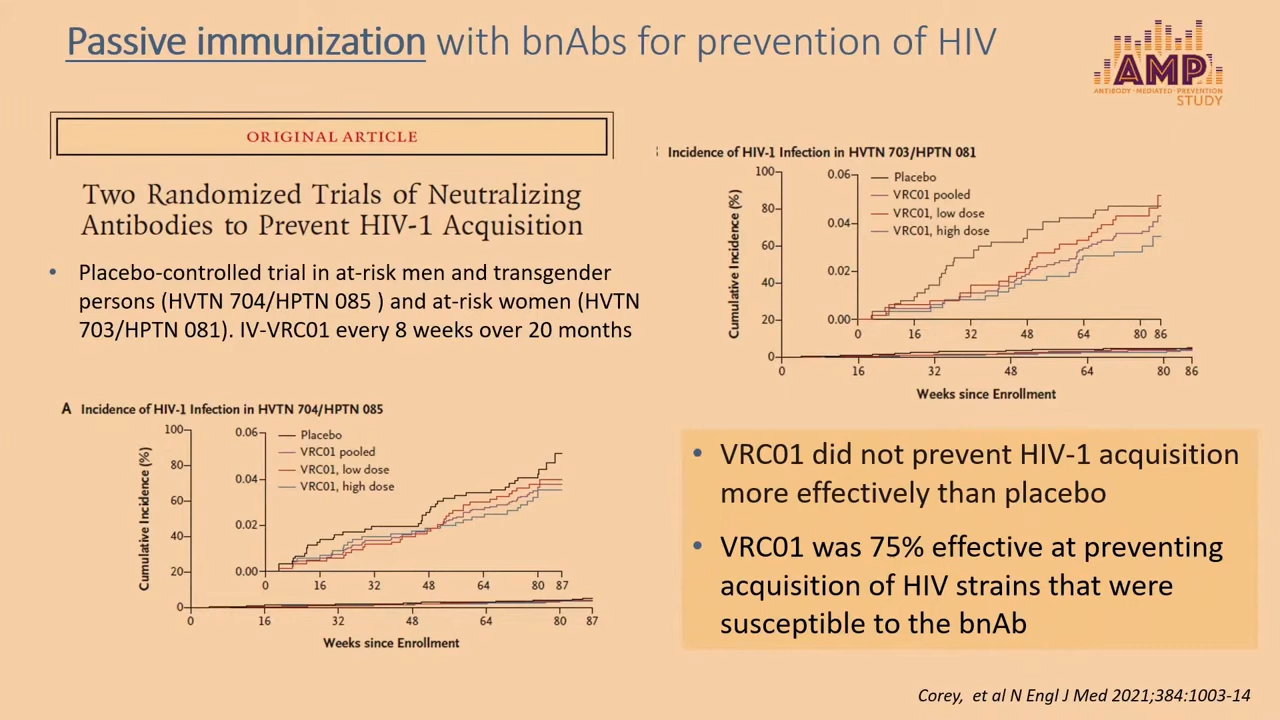 Passive immunization with bnAbs for prevention of HIV
AMP
ANTIBODY·MEDIATED·PREVENTION
STUDY
ORIGINAL ARTICLE
Two Randomized Trials of Neutralizing
Antibodies to Prevent HIV-1 Acquisition
• Placebo-controlled trial in at-risk men and transgender
persons (HVTN 704/HPTN 085 ) and at-risk women (HVTN
703/HPTN 081). IV-VRC01 every 8 weeks over 20 months
A Incidence of HIV-1 Infection in HVTN 704/HPTN 085
Cumulative Incidence (%)
100
80
60
40
20
0
0.06
0.04
0.02
0.00
Placebo
VRC01 pooled
VRC01, low dose
VRC01, high dose
0 16 32 48 64 80 87
0 16 32 48 64 80 87
Weeks since Enrollment
Incidence of HIV-1 Infection in HVTN 703/HPTN 081
Cumulative Incidence (%)
100
80
60
40
20
0
0.06
0.04
0.02
0.00
Placebo
VRC01 pooled
VRC01, low dose
VRC01, high dose
0 16 32 48 64 80 86
0 16 32 48 64 80 86
Weeks since Enrollment
• VRC01 did not prevent HIV-1 acquisition
more effectively than placebo
• VRC01 was 75% effective at preventing
acquisition of HIV strains that were
susceptible to the bnAb
Corey, et al N Engl J Med 2021;384:1003-14